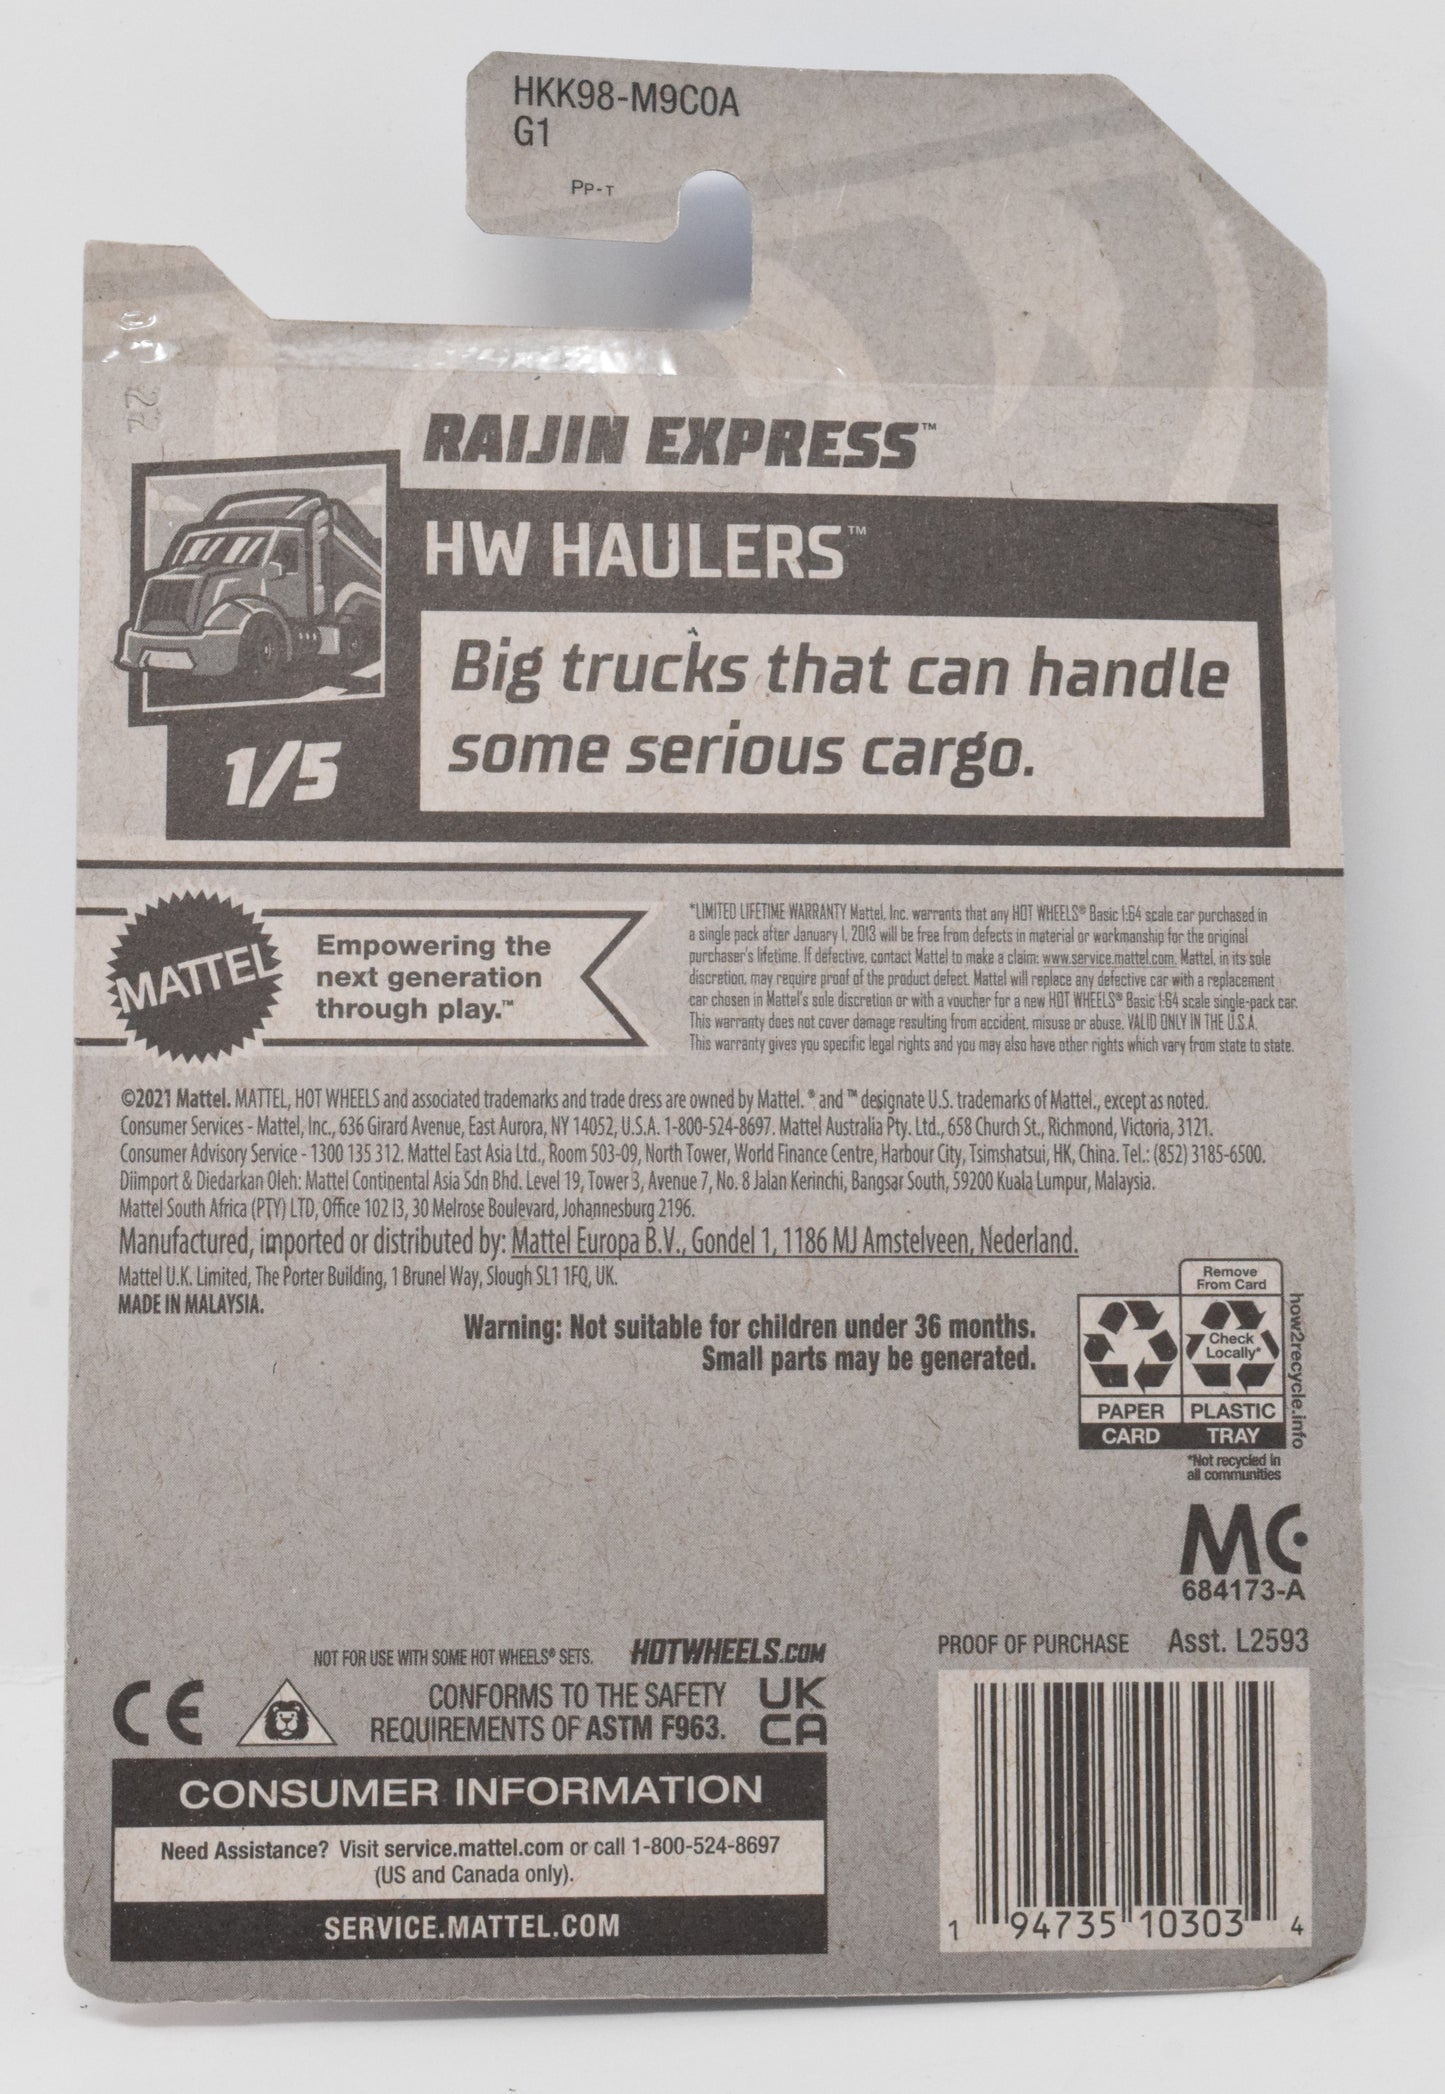 HKK98-M9C0A
G1
PP-T
22
RAIJIN EXPRESS™
HW HAULERS™
Big trucks that can handle
some serious cargo.
1/5
MATTEL
Empowering the
next generation
through play.™
*LIMITED LIFETIME WARRANTY Mattel, Inc. warrants that any HOT WHEELS® Basic 1:64 scale car purchased in
a single pack after January 1, 2013 will be free from defects in material or workmanship for the original
purchaser's lifetime. If defective, contact Mattel to make a claim: www.service.mattel.com. Mattel, in its sole
discretion, may require proof of the product defect. Mattel will replace any defective car with a replacement
car chosen in Mattel's sole discretion or with a voucher for a new HOT WHEELS® Basic 1:64 scale single-pack car.
This warranty does not cover damage resulting from accident, misuse or abuse. VALID ONLY IN THE U.S.A.
This warranty gives you specific legal rights and you may also have other rights which vary from state to state.
©2021 Mattel. MATTEL, HOT WHEELS and associated trademarks and trade dress are owned by Mattel. ® and ™ designate U.S. trademarks of Mattel., except as noted.
Consumer Services - Mattel, Inc., 636 Girard Avenue, East Aurora, NY 14052, U.S.A. 1-800-524-8697. Mattel Australia Pty. Ltd., 658 Church St., Richmond, Victoria, 3121.
Consumer Advisory Service - 1300 135 312. Mattel East Asia Ltd., Room 503-09, North Tower, World Finance Centre, Harbour City, Tsimshatsui, HK, China. Tel.: (852) 3185-6500.
Diimport & Diedarkan Oleh: Mattel Continental Asia Sdn Bhd. Level 19, Tower 3, Avenue 7, No. 8 Jalan Kerinchi, Bangsar South, 59200 Kuala Lumpur, Malaysia.
Mattel South Africa (PTY) LTD, Office 102 I3, 30 Melrose Boulevard, Johannesburg 2196.
Manufactured, imported or distributed by: Mattel Europa B.V., Gondel 1, 1186 MJ Amstelveen, Nederland.
Mattel U.K. Limited, The Porter Building, 1 Brunel Way, Slough SL1 1FQ, UK.
MADE IN MALAYSIA.
Warning: Not suitable for children under 36 months.
Small parts may be generated.
Remove
From Card
Check
Locally*
PAPER
PLASTIC
CARD
TRAY
how2recycle.info
*Not recycled in
all communities
MC
684173-A
NOT FOR USE WITH SOME HOT WHEELS® SETS.
HOTWHEELS.COM
PROOF OF PURCHASE
Asst. L2593
CE
CONFORMS TO THE SAFETY
REQUIREMENTS OF ASTM F963.
UK
CA
CONSUMER INFORMATION
Need Assistance? Visit service.mattel.com or call 1-800-524-8697
(US and Canada only).
SERVICE.MATTEL.COM
1 94735 10303 4